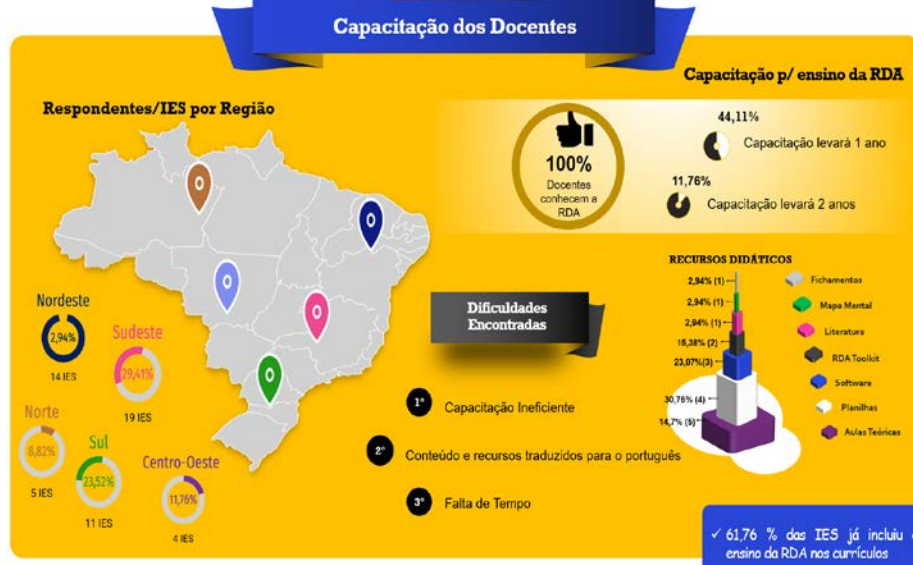 Capacitação dos Docentes
Capacitação p/ ensino da RDA
Respondentes/IES por Região
100%
Docentes
conhecem a
RDA
44,11%
Capacitação levará 1 ano
11,76%
Capacitação levará 2 anos
Nordeste
2,94%
14 IES
Sudeste
29,41%
19 IES
Norte
8,82%
5 IES
Sul
23,52%
11 IES
Centro-Oeste
11,76%
4 IES
Dificuldades
Encontradas
1º Capacitação Ineficiente
2º Conteúdo e recursos traduzidos para o português
3º Falta de Tempo
RECURSOS DIDÁTICOS
2,94% (1)
2,94% (1)
2,94% (1)
15,38% (2)
23,07%(3)
30,76% (4)
14,7% (5)
Fichamentos
Mapa Mental
Literatura
RDA Toolkit
Software
Planilhas
Aulas Teóricas
✓ 61,76 % das IES já incluiu
ensino da RDA nos currículos